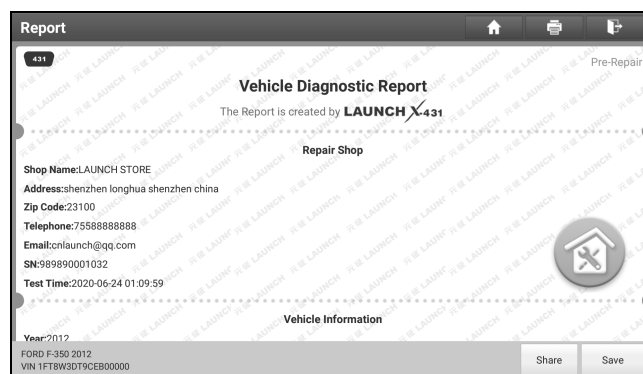 Report
431
Pre-Repair
Vehicle Diagnostic Report
The Report is created by LAUNCH X-431
Repair Shop
Shop Name:LAUNCH STORE
Address:shenzhen longhua shenzhen china
Zip Code:23100
Telephone:75588888888
Email:cnlaunch@qq.com
SN:989890001032
Test Time:2020-06-24 01:09:59
Vehicle Information
Year:2012
FORD F-350 2012
VIN 1FT8W3DT9CEB00000
Share
Save